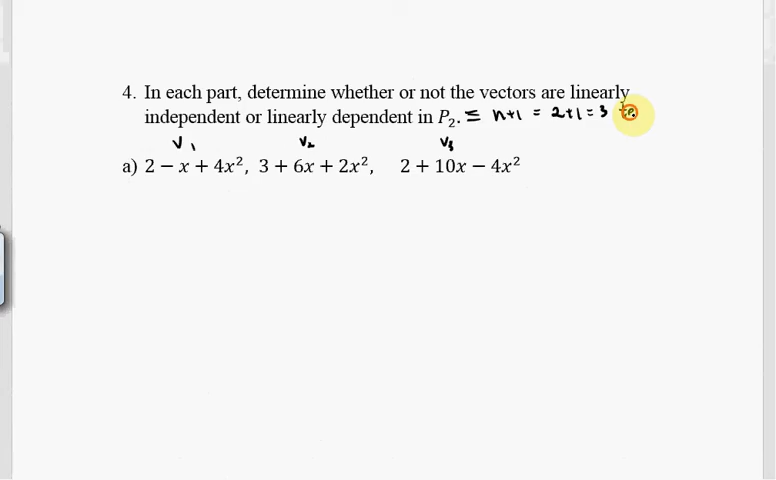 4. In each part, determine whether or not the vectors are linearly
independent or linearly dependent in P₂. ≤ n+1 = 2+1 = 3 te
V₁ V₂ V₃
a) 2 − x + 4x², 3 + 6x + 2x², 2 + 10x − 4x²